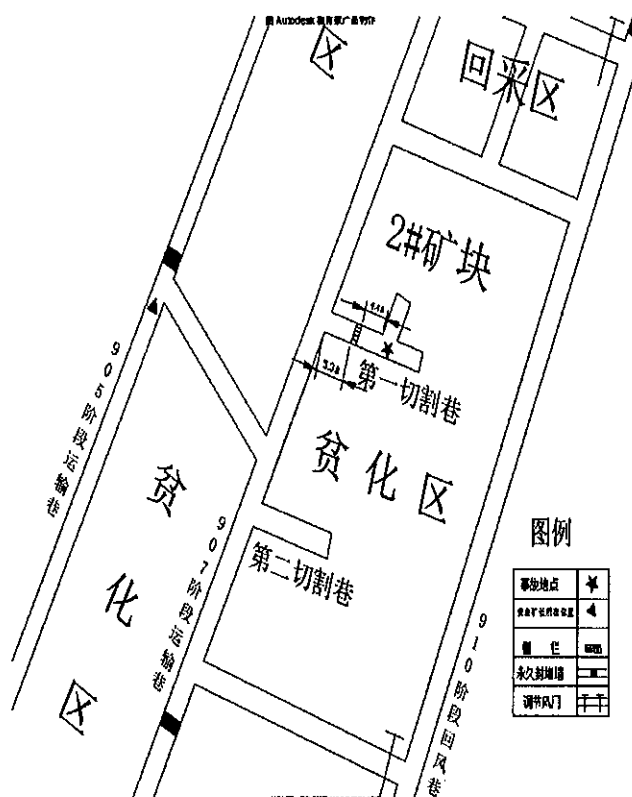 区
回采区
2#矿块
第一切割巷
905阶段运输巷
贫化区
贫化区
907阶段运输巷
第二切割巷
910阶段回风巷
图例
事故地点
栅栏
永久封堵墙
调节风门